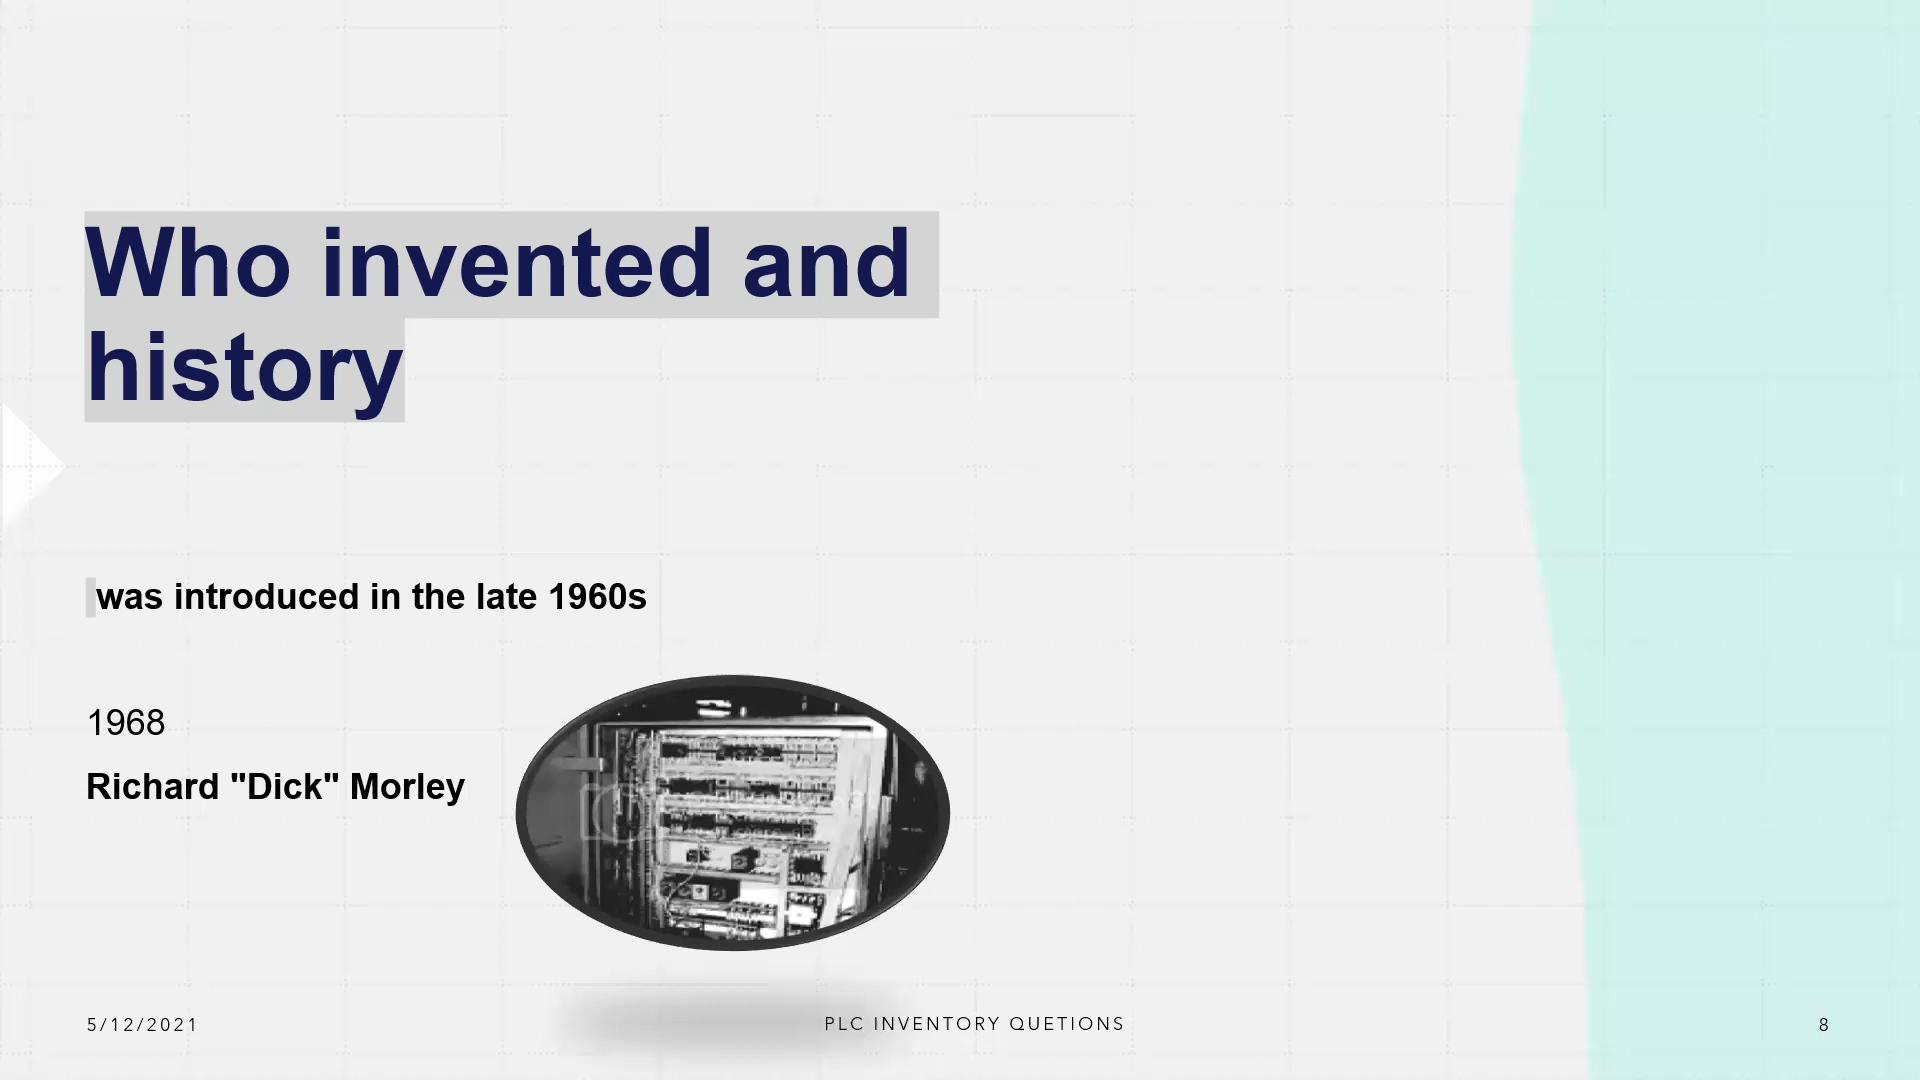 Who invented and
history
was introduced in the late 1960s
1968
Richard "Dick" Morley
5/12/2021
PLC INVENTORY QUETIONS
8